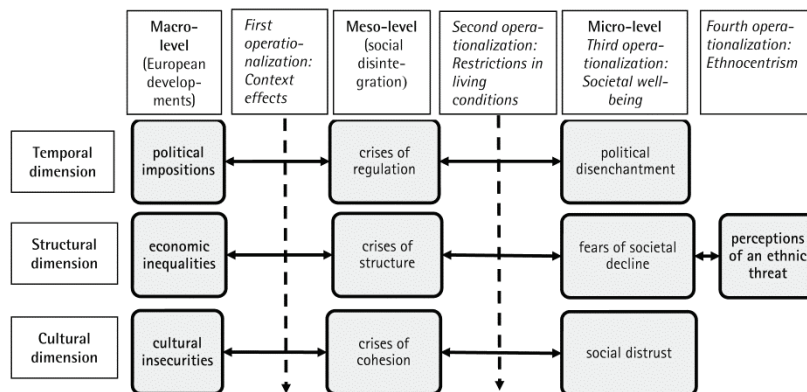 Macro-
level
(European
develop-
ments)
First
operatio-
nalization:
Context
effects
Meso-level
(social
disinte-
gration)
Second oper-
ationalization:
Restrictions in
living
conditions
Micro-level
Third opera-
tionalization:
Societal well-
being
Fourth opera-
tionalization:
Ethnocentrism
Temporal
dimension
political
impositions
crises of
regulation
political
disenchantment
Structural
dimension
economic
inequalities
crises of
structure
fears of societal
decline
perceptions
of an ethnic
threat
Cultural
dimension
cultural
insecurities
crises of
cohesion
social distrust